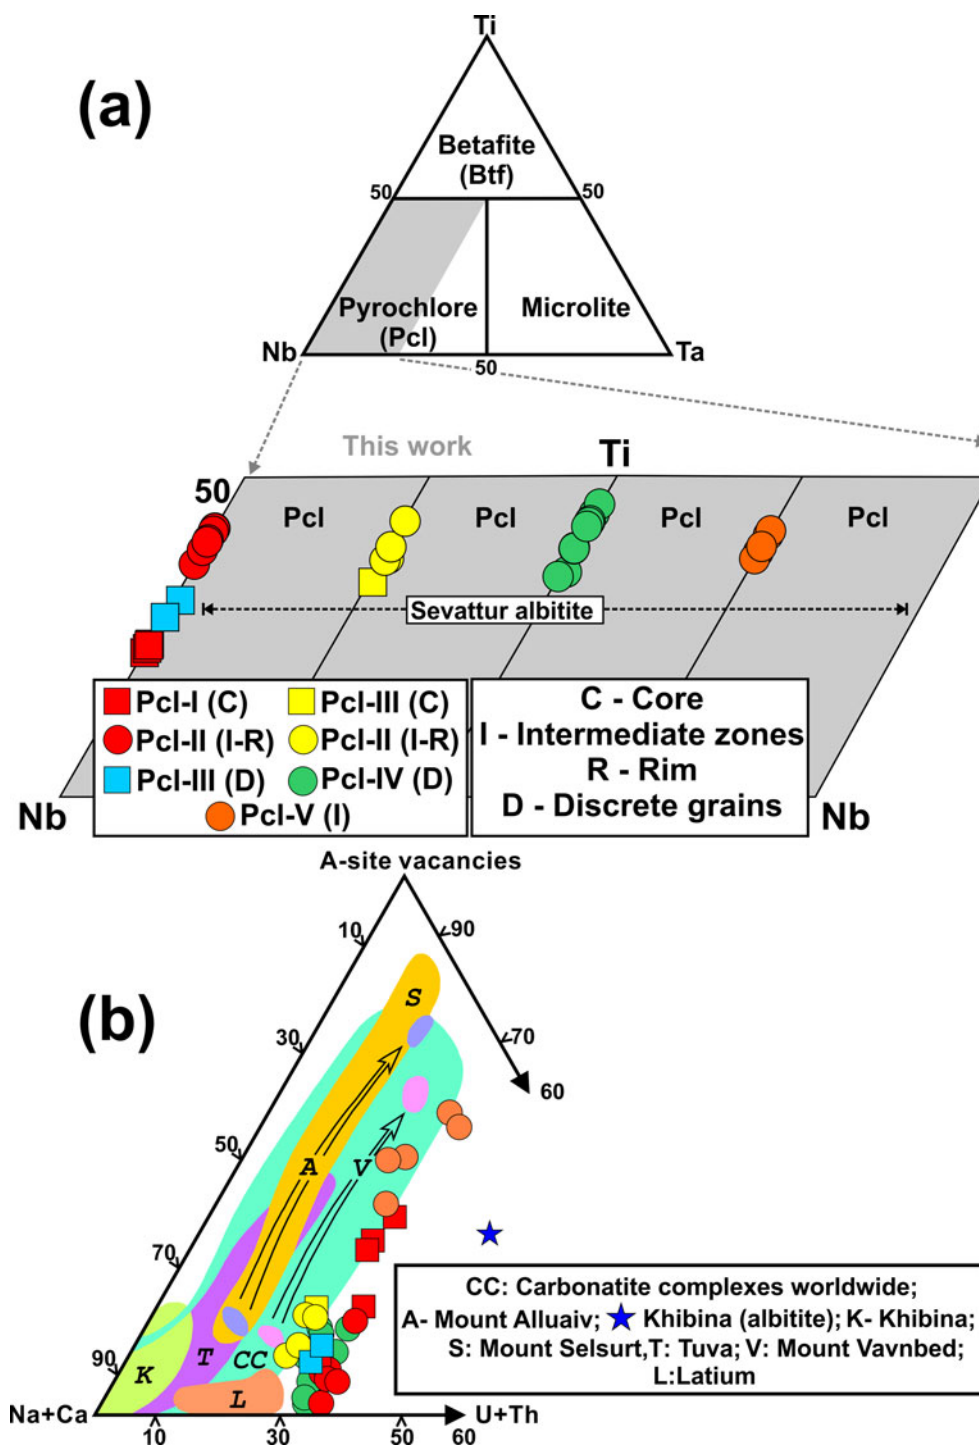 Ti
(a)
Betafite
(Btf)
50
50
Pyrochlore
(Pcl)
Microlite
Nb
50
Ta
This work
Ti
50
Pcl
Pcl
Pcl
Pcl
Sevattur albitite
Pcl-I (C)
Pcl-III (C)
Pcl-II (I-R)
Pcl-II (I-R)
Pcl-III (D)
Pcl-IV (D)
Pcl-V (I)
C - Core
I - Intermediate zones
R - Rim
D - Discrete grains
Nb
Nb
A-site vacancies
10
90
(b)
S
30
70
60
50
A
V
70
CC: Carbonatite complexes worldwide;
A- Mount Alluaiv; Khibina (albitite); K- Khibina;
S: Mount Selsurt,T: Tuva; V: Mount Vavnbed;
L:Latium
90
K
T
CC
L
Na+Ca
U+Th
10
30
50
60